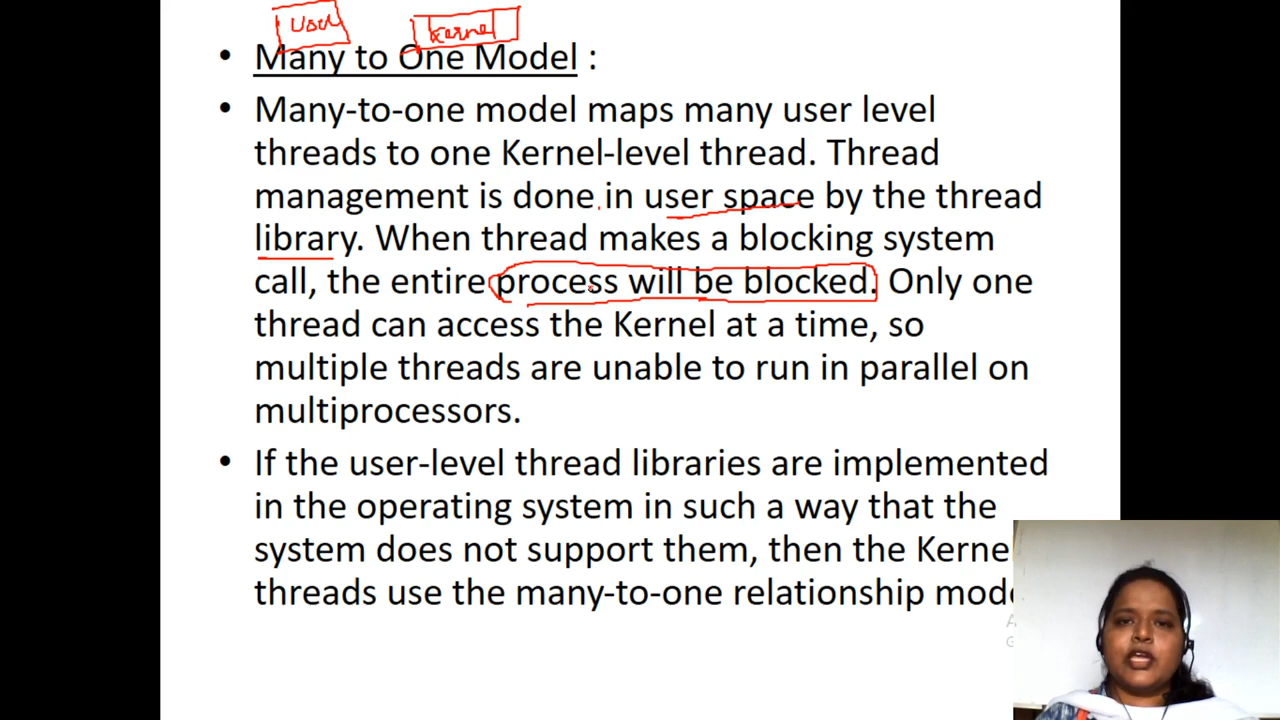 User Kernel
• Many to One Model :
• Many-to-one model maps many user level
threads to one Kernel-level thread. Thread
management is done in user space by the thread
library. When thread makes a blocking system
call, the entire process will be blocked. Only one
thread can access the Kernel at a time, so
multiple threads are unable to run in parallel on
multiprocessors.
• If the user-level thread libraries are implemented
in the operating system in such a way that the
system does not support them, then the Kerne
threads use the many-to-one relationship mod